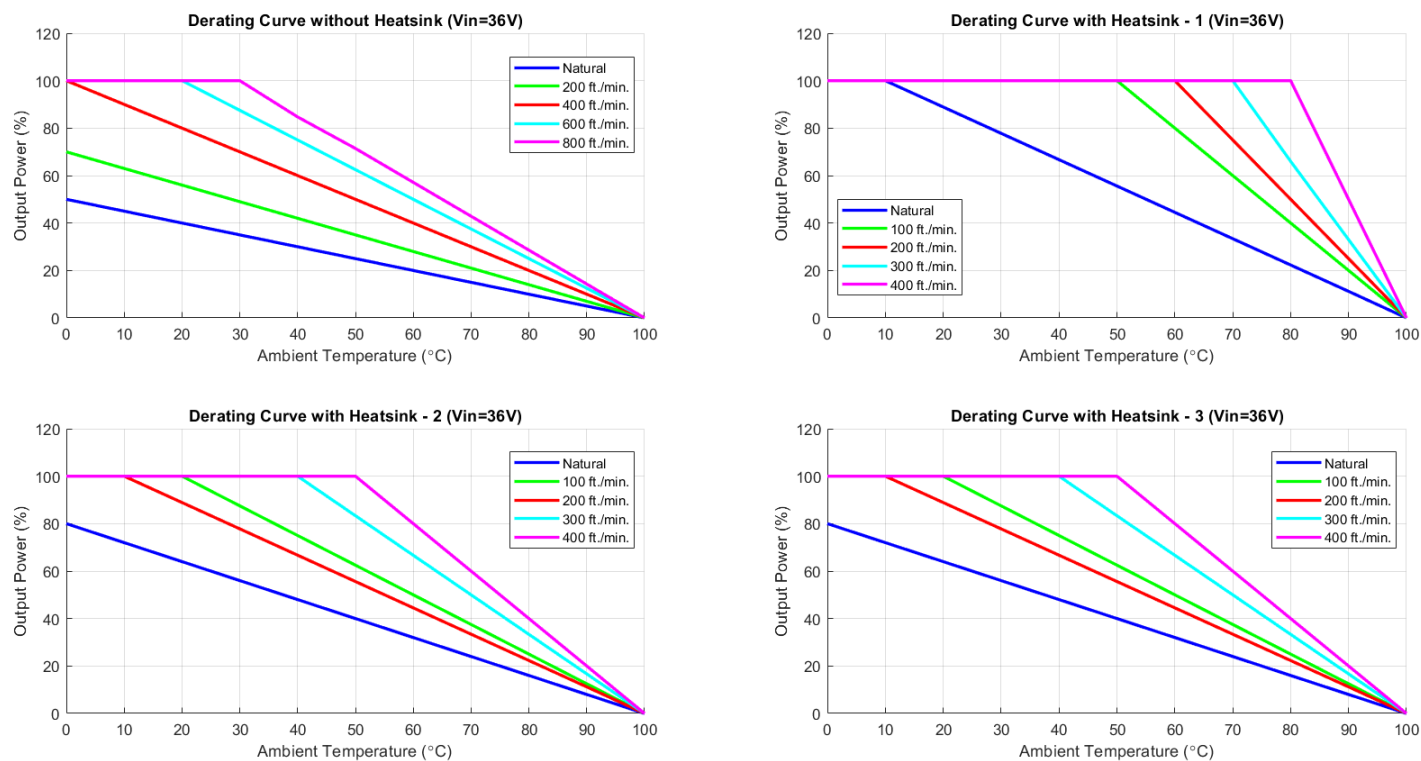 Derating Curve without Heatsink (Vin=36V)
120
100
80
60
40
20
0
Output Power (%)
Natural
200 ft./min.
400 ft./min.
600 ft./min.
800 ft./min.
0 10 20 30 40 50 60 70 80 90 100
Ambient Temperature (°C)
Derating Curve with Heatsink - 1 (Vin=36V)
120
100
80
60
40
20
0
Output Power (%)
Natural
100 ft./min.
200 ft./min.
300 ft./min.
400 ft./min.
0 10 20 30 40 50 60 70 80 90 100
Ambient Temperature (°C)
Derating Curve with Heatsink - 2 (Vin=36V)
120
100
80
60
40
20
0
Output Power (%)
Natural
100 ft./min.
200 ft./min.
300 ft./min.
400 ft./min.
0 10 20 30 40 50 60 70 80 90 100
Ambient Temperature (°C)
Derating Curve with Heatsink - 3 (Vin=36V)
120
100
80
60
40
20
0
Output Power (%)
Natural
100 ft./min.
200 ft./min.
300 ft./min.
400 ft./min.
0 10 20 30 40 50 60 70 80 90 100
Ambient Temperature (°C)